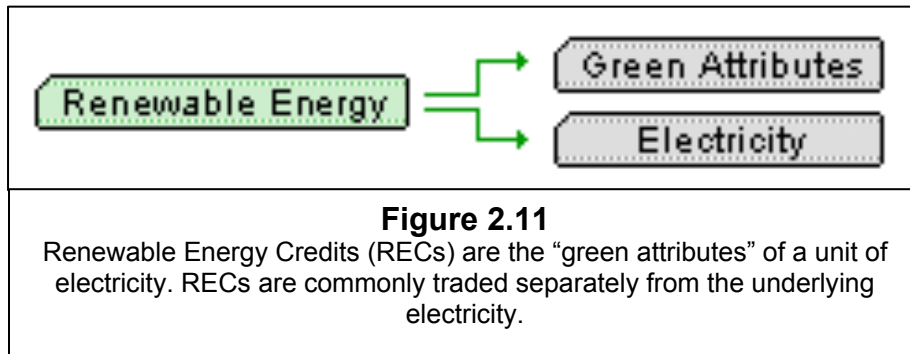 Renewable Energy
Green Attributes
Electricity
Figure 2.11
Renewable Energy Credits (RECs) are the “green attributes” of a unit of
electricity. RECs are commonly traded separately from the underlying
electricity.